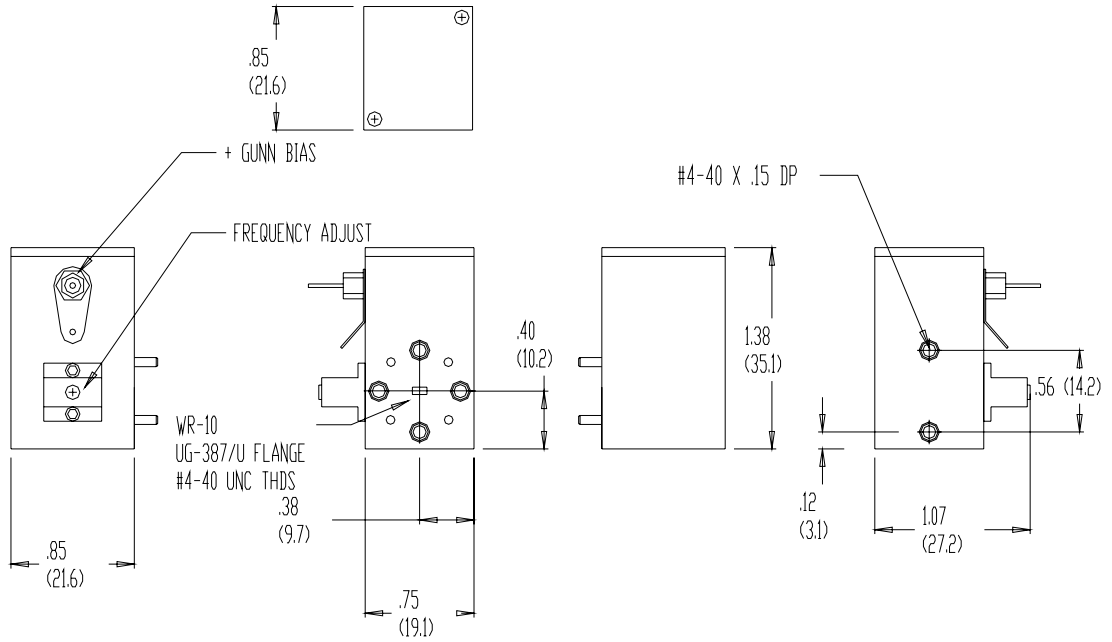 .85
(21.6)
+ GUNN BIAS
#4-40 X .15 DP
FREQUENCY ADJUST
.40
(10.2)
1.38
(35.1)
.56 (14.2)
WR-10
UG-387/U FLANGE
#4-40 UNC THDS
.38
(9.7)
.12
(3.1)
1.07
(27.2)
.85
(21.6)
.75
(19.1)